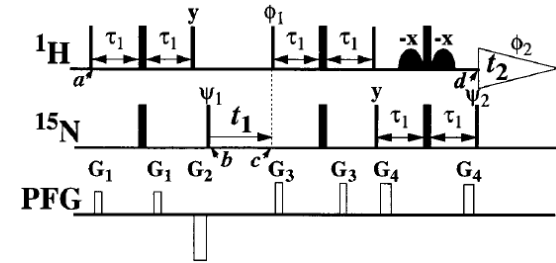 y ϕ₁ -x -x ϕ₂
¹H τ₁ τ₁ τ₁ τ₁ t₂
a d
ψ₁ y ψ₂
¹⁵N t₁ τ₁ τ₁
b c
G₁ G₁ G₂ G₃ G₃ G₄ G₄
PFG